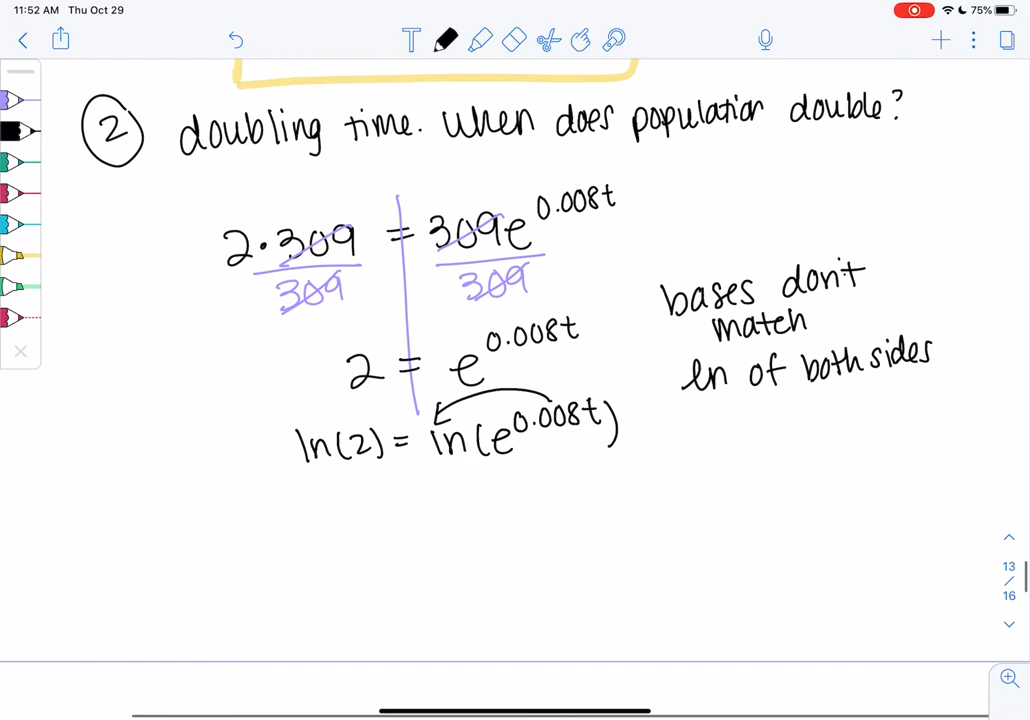 11:52 AM Thu Oct 29
75%
2 doubling time. When does population double?
2 · 309 = 309e^0.008t
309 309
bases don't
match
2 = e^0.008t
ln of both sides
ln(2) = ln(e^0.008t)
13
/
16